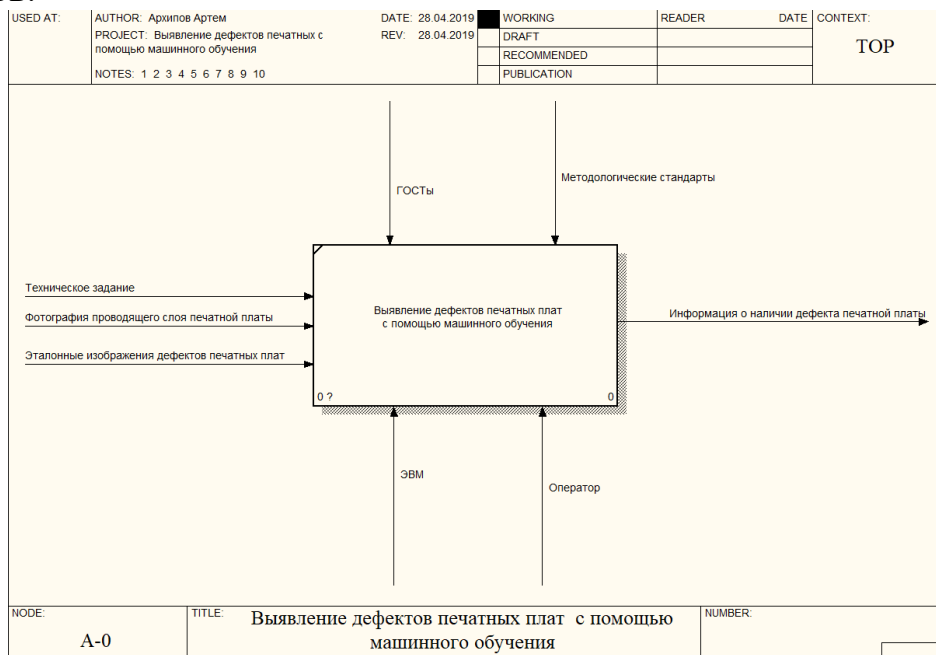 USED AT:
AUTHOR: Архипов Артем
DATE: 28.04.2019
WORKING
READER
DATE
CONTEXT:
PROJECT: Выявление дефектов печатных с
помощью машинного обучения
REV: 28.04.2019
DRAFT
RECOMMENDED
TOP
NOTES: 1 2 3 4 5 6 7 8 9 10
PUBLICATION
ГОСТы
Методологические стандарты
Техническое задание
Фотография проводящего слоя печатной платы
Эталонные изображения дефектов печатных плат
Выявление дефектов печатных плат
с помощью машинного обучения
0 ?
0
Информация о наличии дефекта печатной платы
ЭВМ
Оператор
NODE:
A-0
TITLE:
Выявление дефектов печатных плат с помощью
машинного обучения
NUMBER: